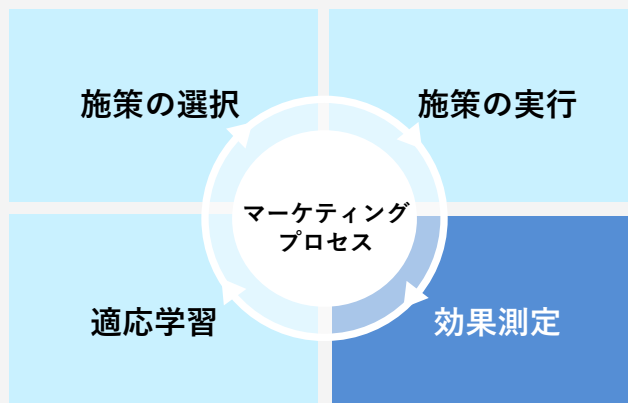 施策の選択
施策の実行
マーケティング
プロセス
適応学習
効果測定